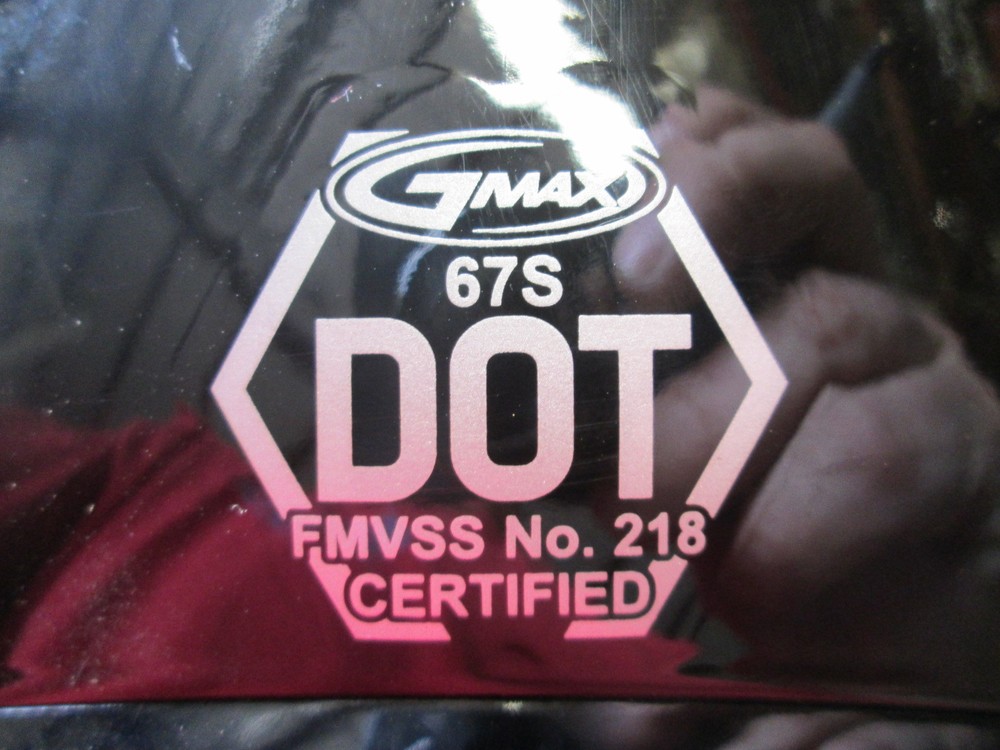 GMAX
67S
DOT
FMVSS No. 218
CERTIFIED